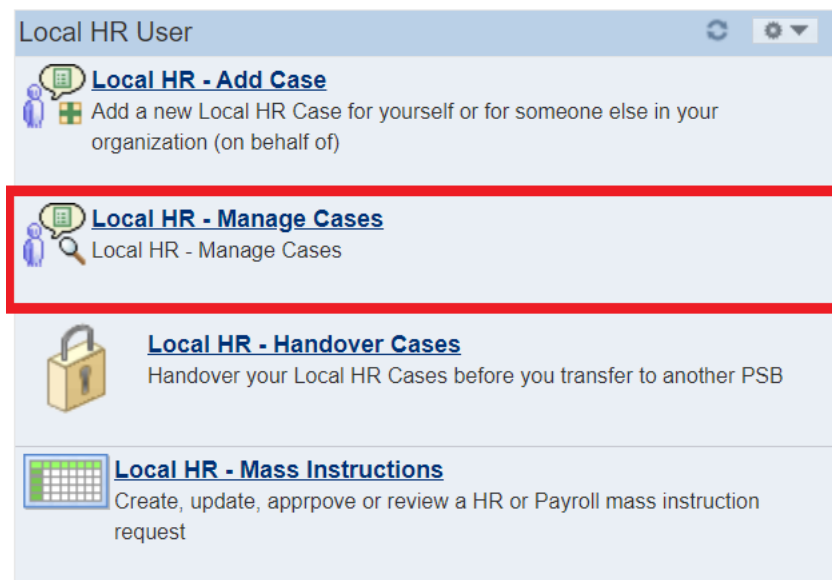 Local HR User
Local HR - Add Case
Add a new Local HR Case for yourself or for someone else in your
organization (on behalf of)
Local HR - Manage Cases
Local HR - Manage Cases
Local HR - Handover Cases
Handover your Local HR Cases before you transfer to another PSB
Local HR - Mass Instructions
Create, update, apprpove or review a HR or Payroll mass instruction
request